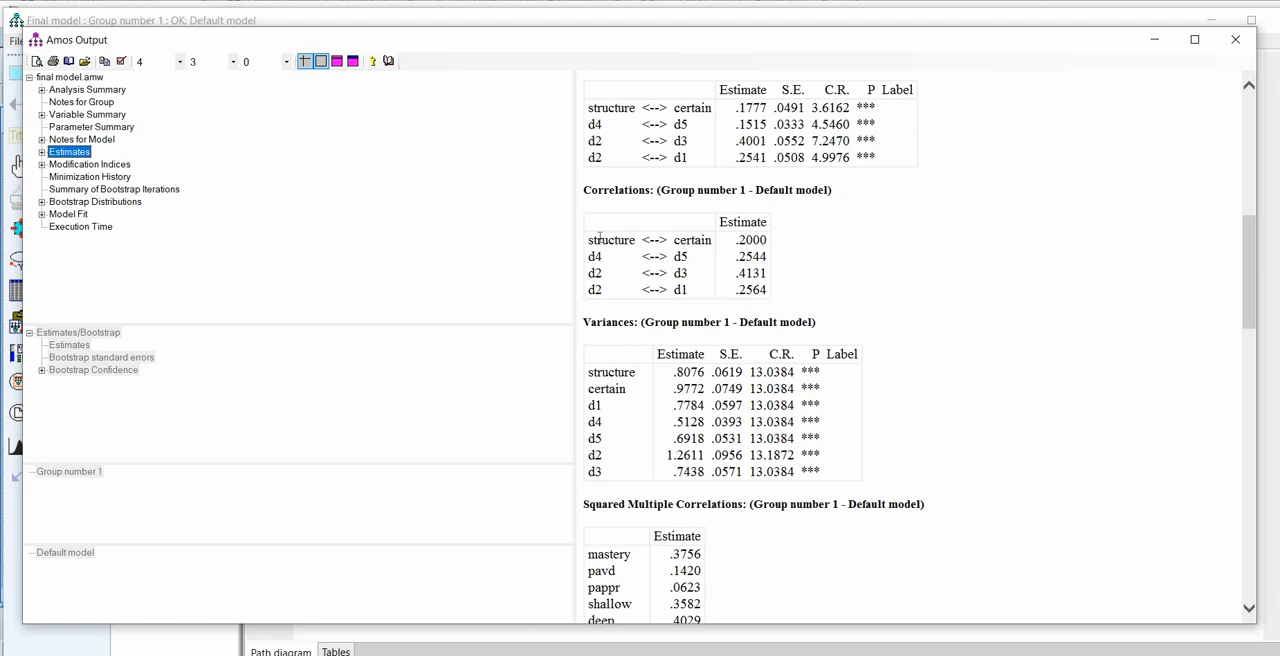 Final model : Group number 1 : OK: Default model
Fil
Amos Output
4 3 0
final model.amw
Analysis Summary
Notes for Group
Variable Summary
Parameter Summary
Notes for Model
Estimates
Modification Indices
Minimization History
Summary of Bootstrap Iterations
Bootstrap Distributions
Model Fit
Execution Time
Estimates/Bootstrap
Estimates
Bootstrap standard errors
Bootstrap Confidence
Group number 1
Default model
Estimate S.E. C.R. P Label
structure <--> certain .1777 .0491 3.6162 ***
d4 <--> d5 .1515 .0333 4.5460 ***
d2 <--> d3 .4001 .0552 7.2470 ***
d2 <--> d1 .2541 .0508 4.9976 ***
Correlations: (Group number 1 - Default model)
Estimate
structure <--> certain .2000
d4 <--> d5 .2544
d2 <--> d3 .4131
d2 <--> d1 .2564
Variances: (Group number 1 - Default model)
Estimate S.E. C.R. P Label
structure .8076 .0619 13.0384 ***
certain .9772 .0749 13.0384 ***
d1 .7784 .0597 13.0384 ***
d4 .5128 .0393 13.0384 ***
d5 .6918 .0531 13.0384 ***
d2 1.2611 .0956 13.1872 ***
d3 .7438 .0571 13.0384 ***
Squared Multiple Correlations: (Group number 1 - Default model)
Estimate
mastery .3756
pavd .1420
pappr .0623
shallow .3582
deep .4029
Path diagram Tables